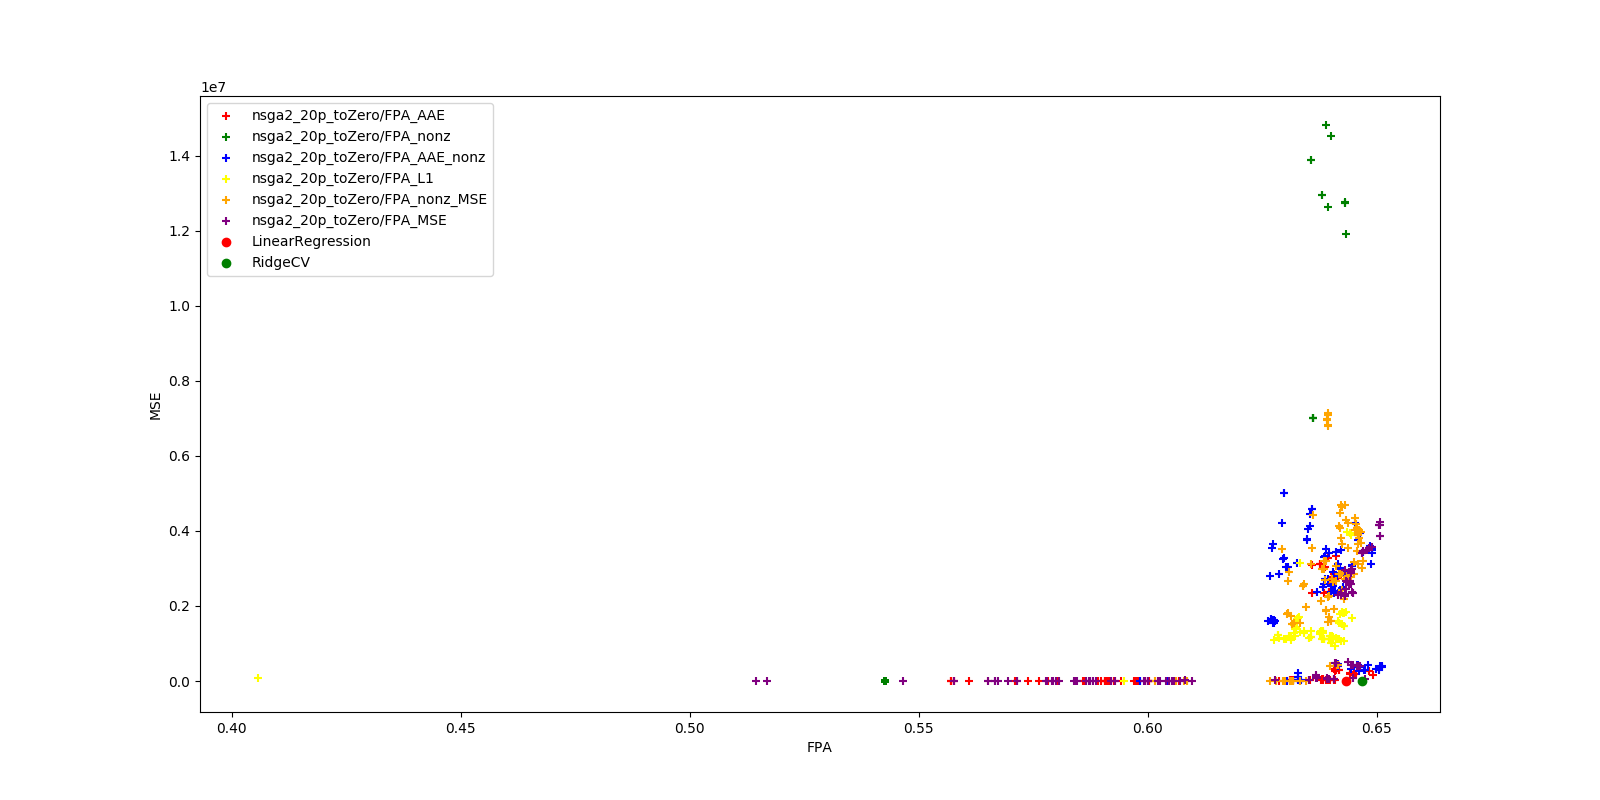 1e7
nsga2_20p_toZero/FPA_AAE
nsga2_20p_toZero/FPA_nonz
nsga2_20p_toZero/FPA_AAE_nonz
nsga2_20p_toZero/FPA_L1
nsga2_20p_toZero/FPA_nonz_MSE
nsga2_20p_toZero/FPA_MSE
LinearRegression
RidgeCV
1.4
1.2
1.0
0.8
0.6
0.4
0.2
0.0
MSE
0.40 0.45 0.50 0.55 0.60 0.65
FPA